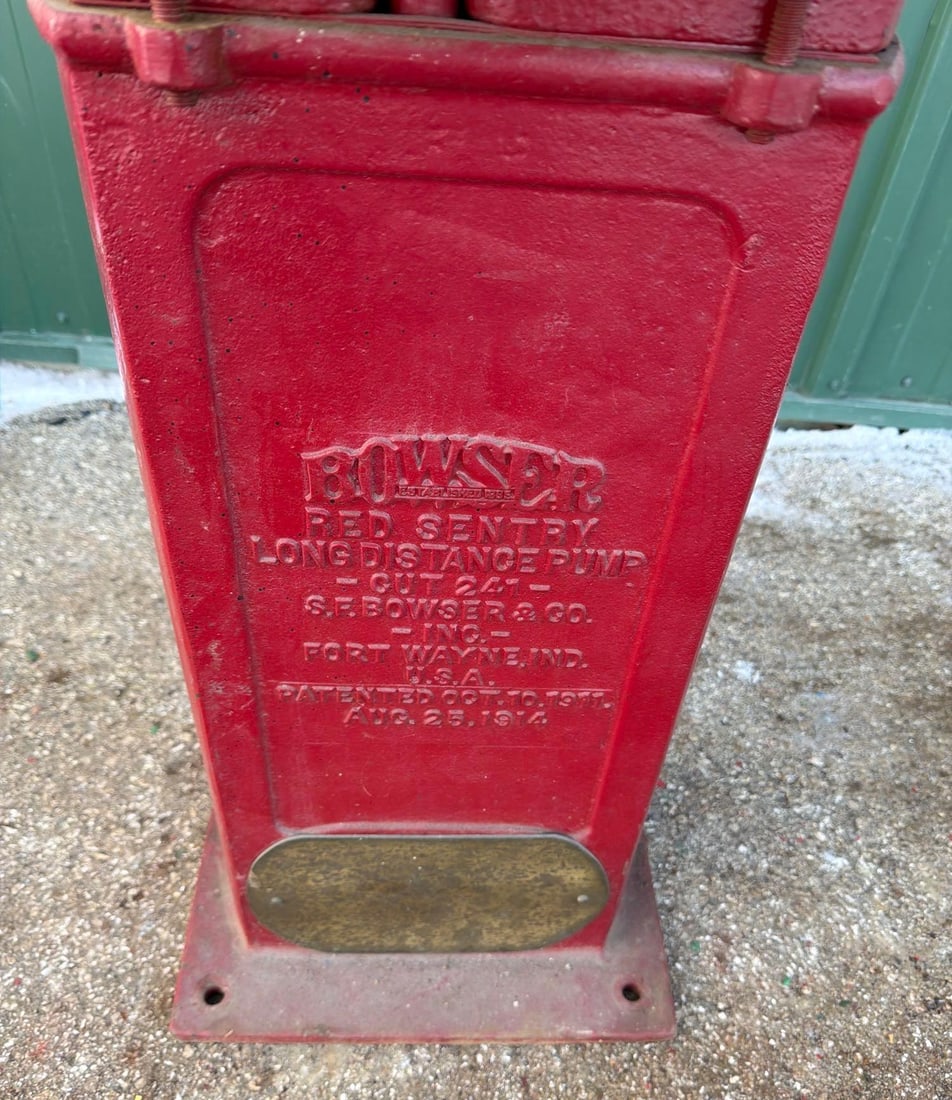 BOWSER
ESTABLISHED 1885
RED SENTRY
LONG DISTANCE PUMP
- CUT 241 -
S.F. BOWSER & CO.
- INC. -
FORT WAYNE, IND.
U.S.A.
PATENTED OCT. 10. 1911.
AUG. 25. 1914